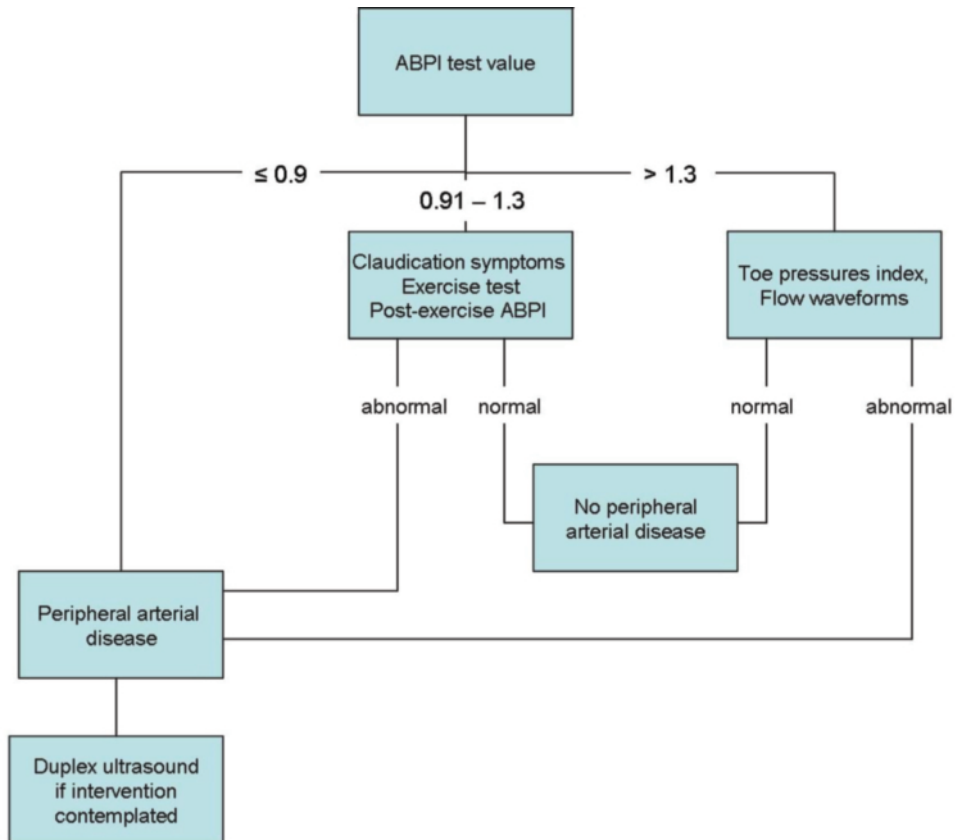 ABPI test value
≤ 0.9
> 1.3
0.91 – 1.3
Claudication symptoms
Exercise test
Post-exercise ABPI
Toe pressures index,
Flow waveforms
abnormal
normal
normal
abnormal
No peripheral
arterial disease
Peripheral arterial
disease
Duplex ultrasound
if intervention
contemplated